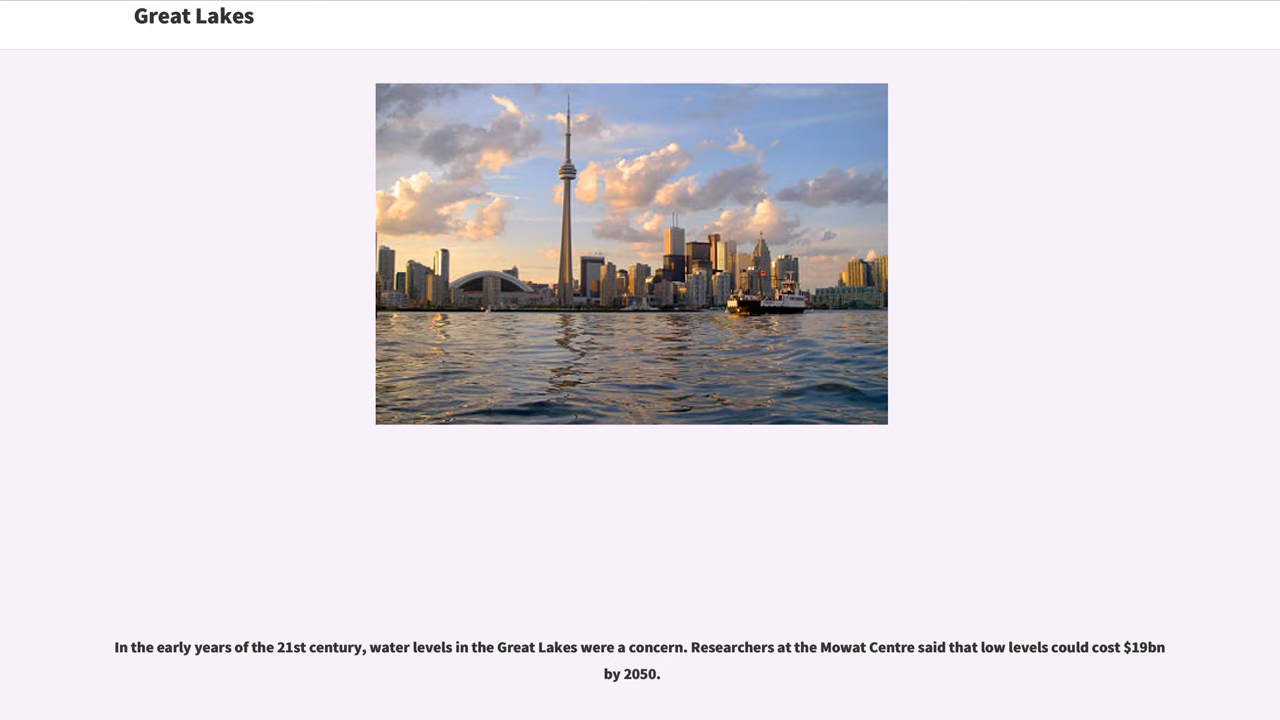 Great Lakes
In the early years of the 21st century, water levels in the Great Lakes were a concern. Researchers at the Mowat Centre said that low levels could cost $19bn
by 2050.